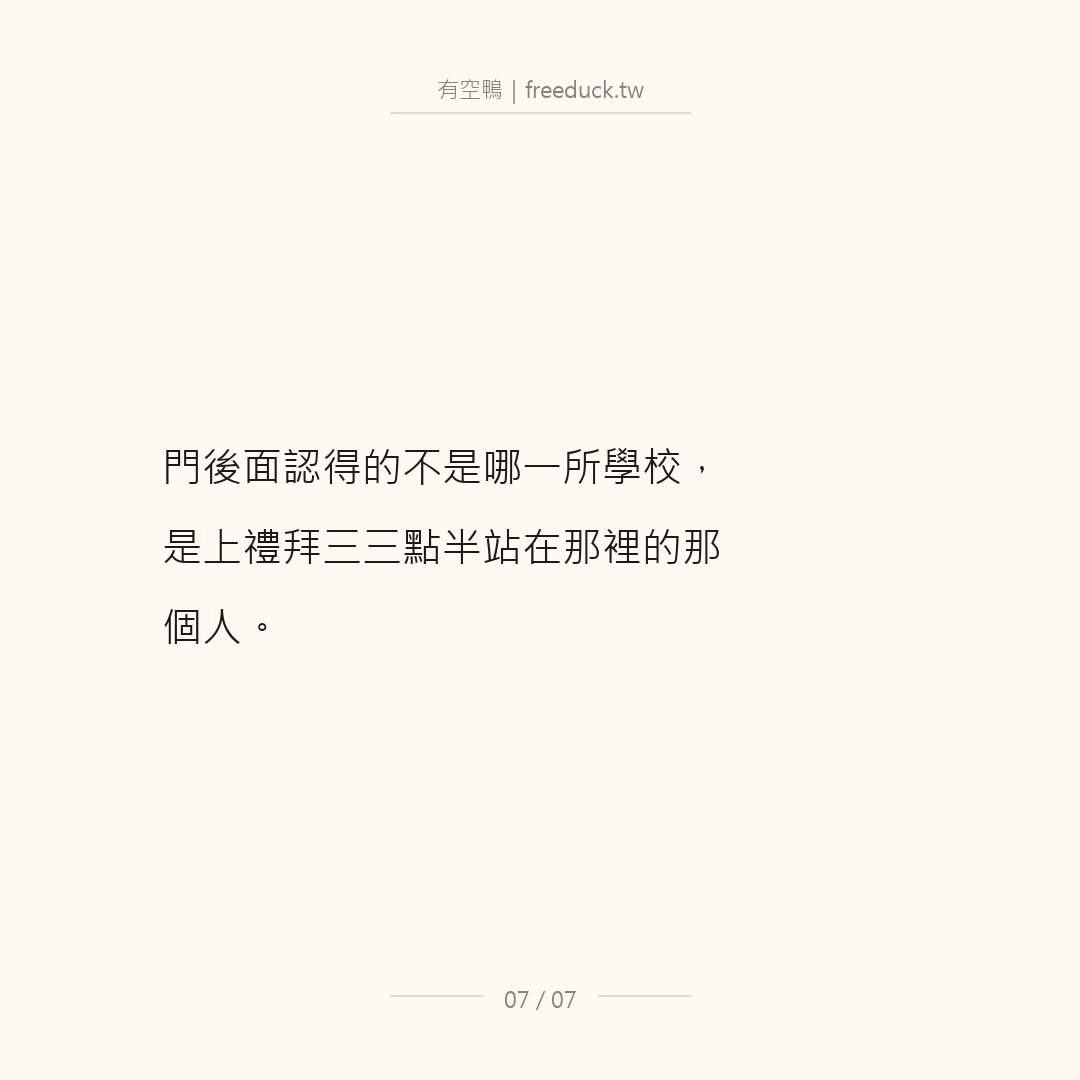 有空鴨 | freeduck.tw
門後面認得的不是哪一所學校，
是上禮拜三三點半站在那裡的那
個人。
07 / 07